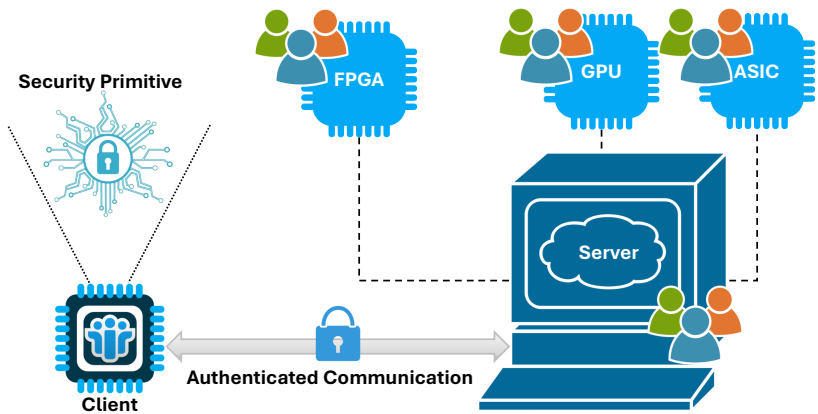 FPGA
GPU
ASIC
Security Primitive
Server
Authenticated Communication
Client